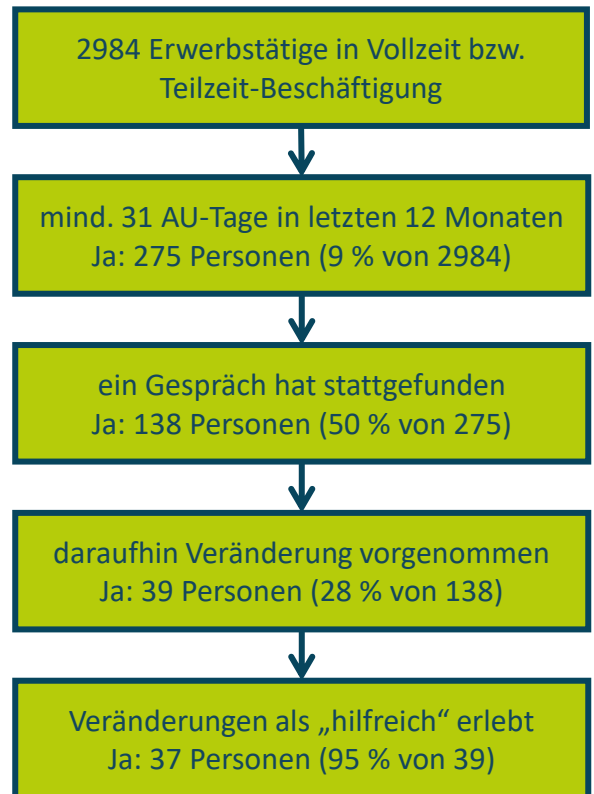 2984 Erwerbstätige in Vollzeit bzw.
Teilzeit-Beschäftigung
mind. 31 AU-Tage in letzten 12 Monaten
Ja: 275 Personen (9 % von 2984)
ein Gespräch hat stattgefunden
Ja: 138 Personen (50 % von 275)
daraufhin Veränderung vorgenommen
Ja: 39 Personen (28 % von 138)
Veränderungen als „hilfreich“ erlebt
Ja: 37 Personen (95 % von 39)